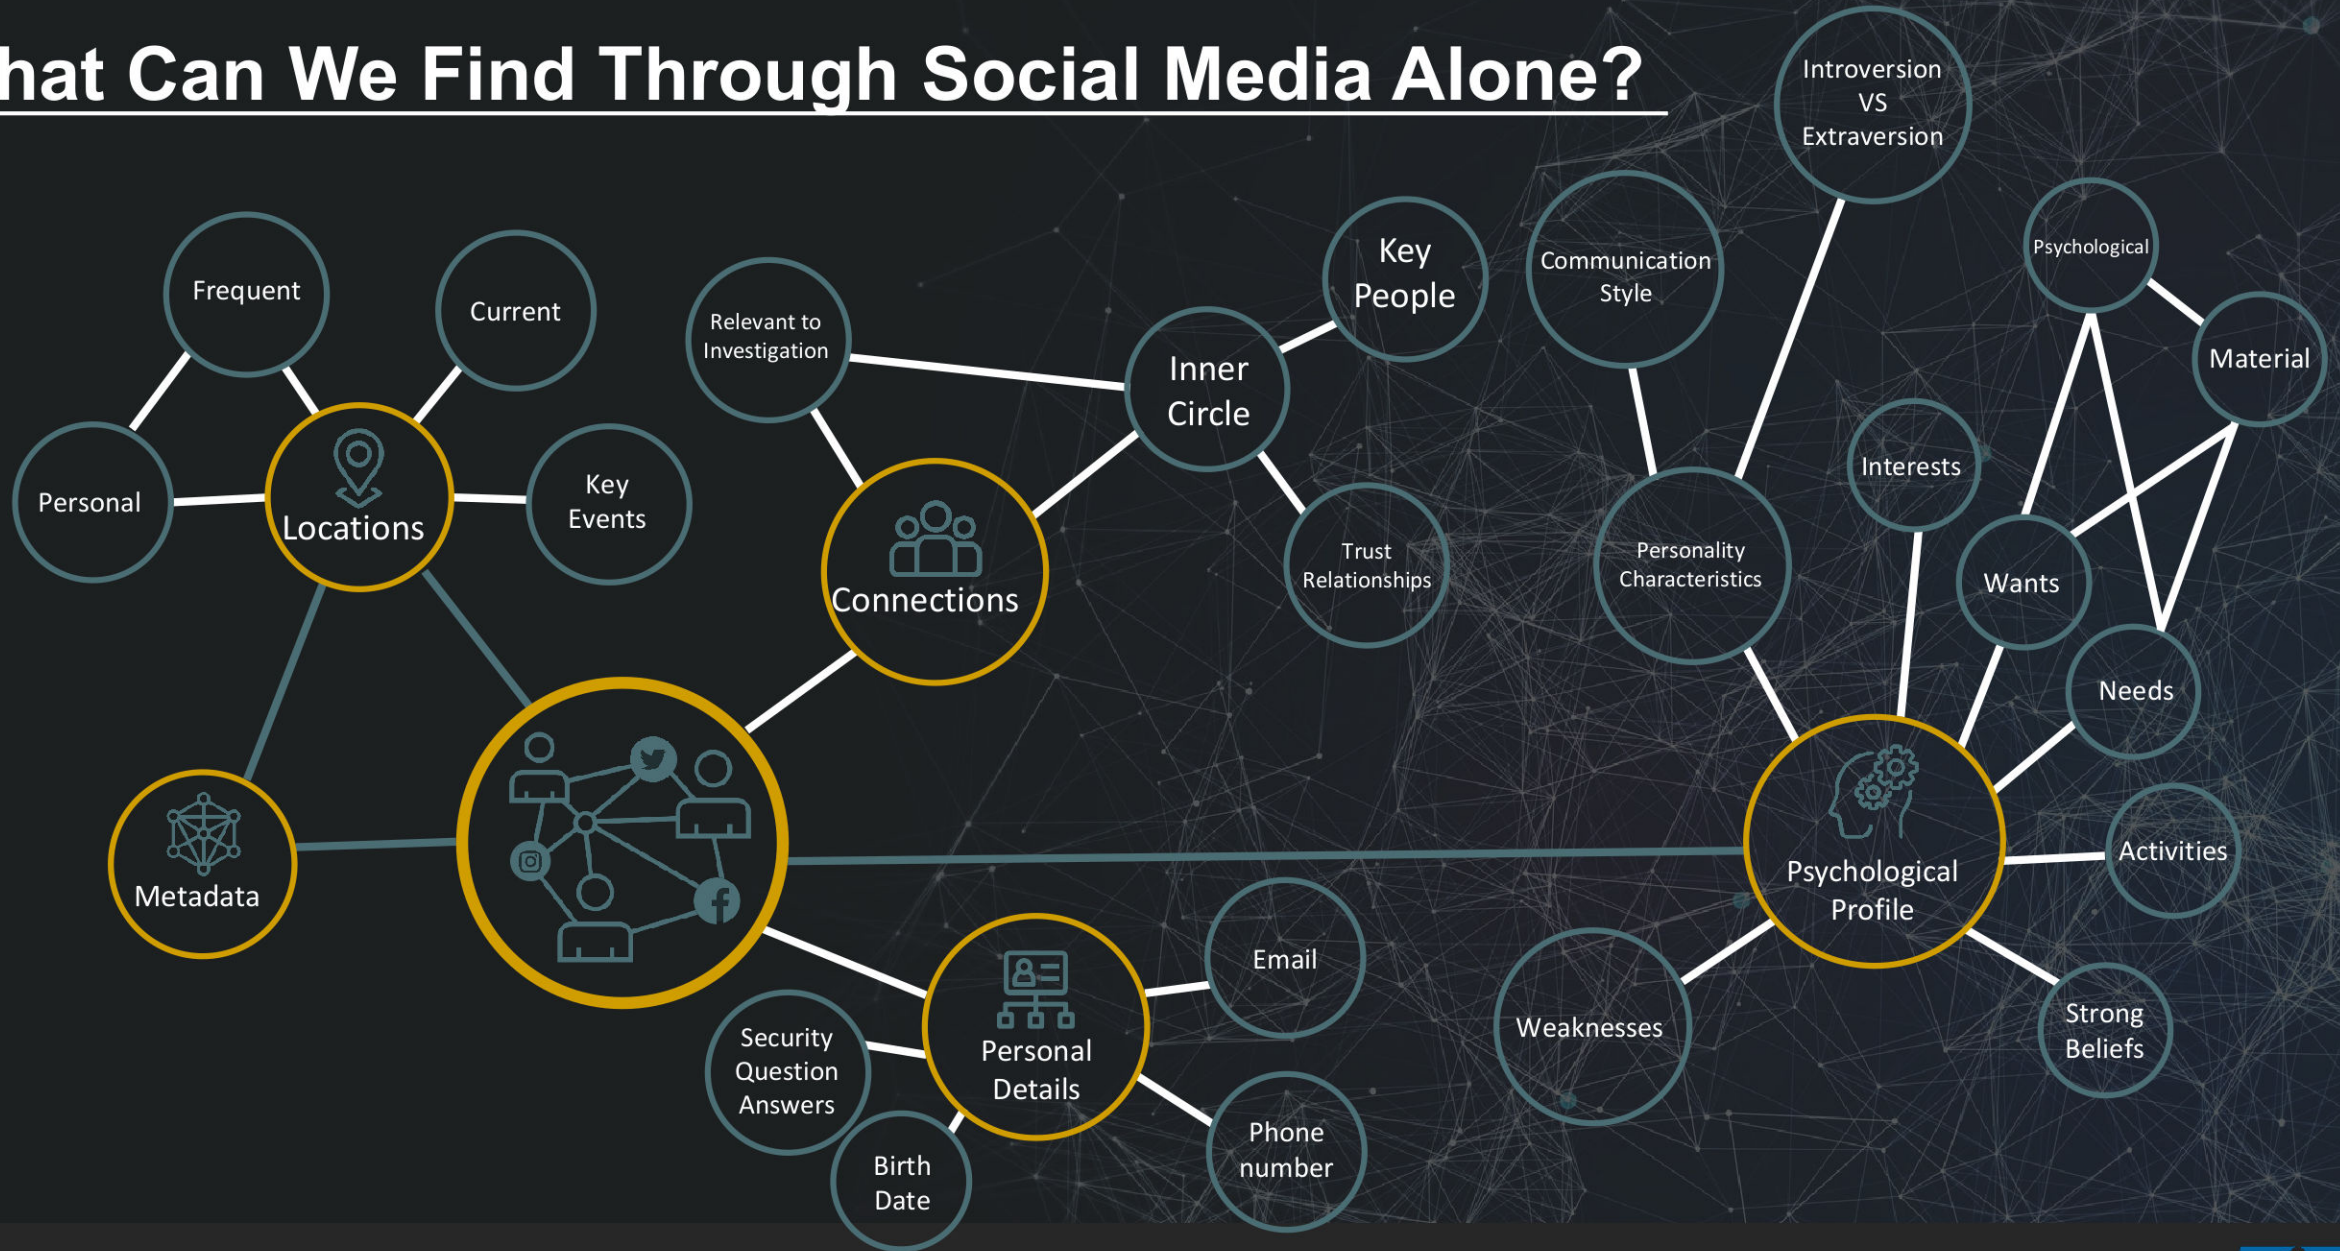 hat Can We Find Through Social Media Alone?
Introversion
VS
Extraversion
Frequent
Current
Personal
Locations
Key
Events
Relevant to
Investigation
Inner
Circle
Key
People
Trust
Relationships
Connections
Communication
Style
Personality
Characteristics
Interests
Psychological
Material
Wants
Needs
Activities
Psychological
Profile
Weaknesses
Strong
Beliefs
Metadata
Personal
Details
Email
Security
Question
Answers
Birth
Date
Phone
number